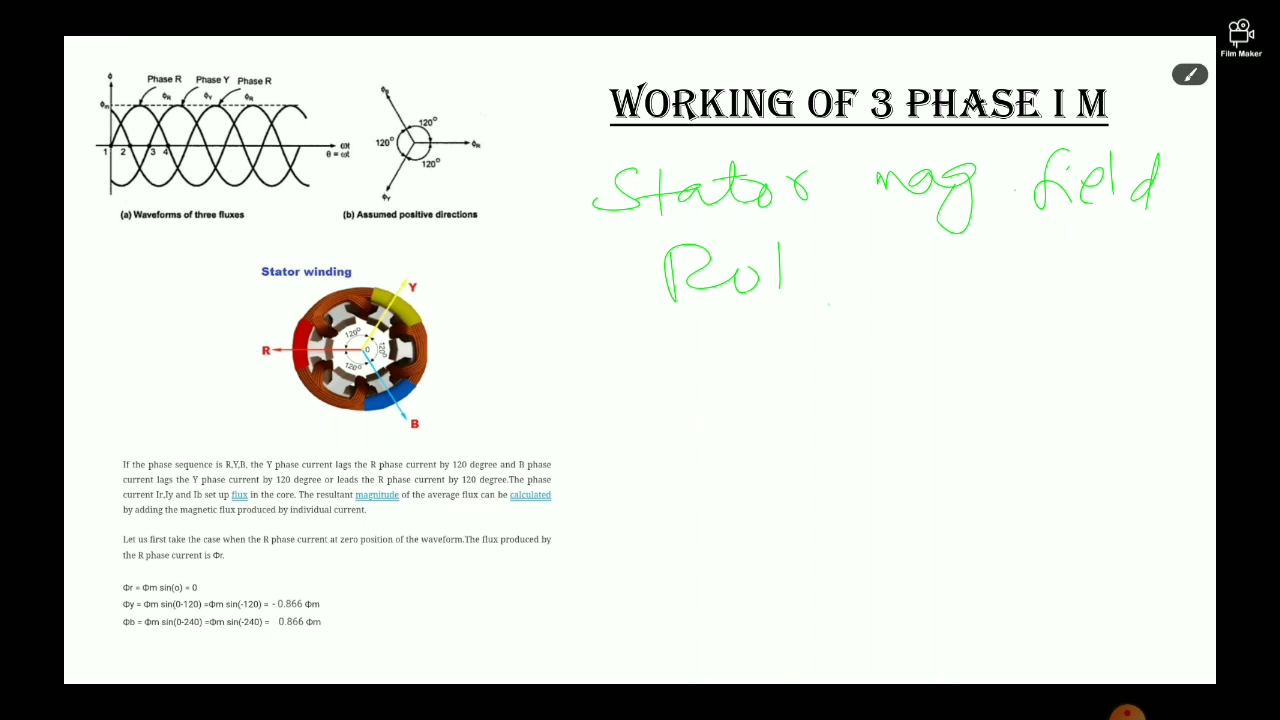 Film Maker
WORKING OF 3 PHASE I M
Stator mag field
Phase R Phase Y Phase R
ϕ
ϕm ϕR ϕY ϕR
1 2 3 4 ωt
θ = ωt
(a) Waveforms of three fluxes
ϕB
120° 120° 120°
ϕR
ϕY
(b) Assumed positive directions
Stator winding
Y
R
B
120° 120° 120°
0
If the phase sequence is R,Y,B, the Y phase current lags the R phase current by 120 degree and B phase
current lags the Y phase current by 120 degree or leads the R phase current by 120 degree.The phase
current Ir,Iy and Ib set up flux in the core. The resultant magnitude of the average flux can be calculated
by adding the magnetic flux produced by individual current.
Let us first take the case when the R phase current at zero position of the waveform.The flux produced by
the R phase current is Φr.
Φr = Φm sin(o) = 0
Φy = Φm sin(0-120) =Φm sin(-120) = - 0.866 Φm
Φb = Φm sin(0-240) =Φm sin(-240) = 0.866 Φm